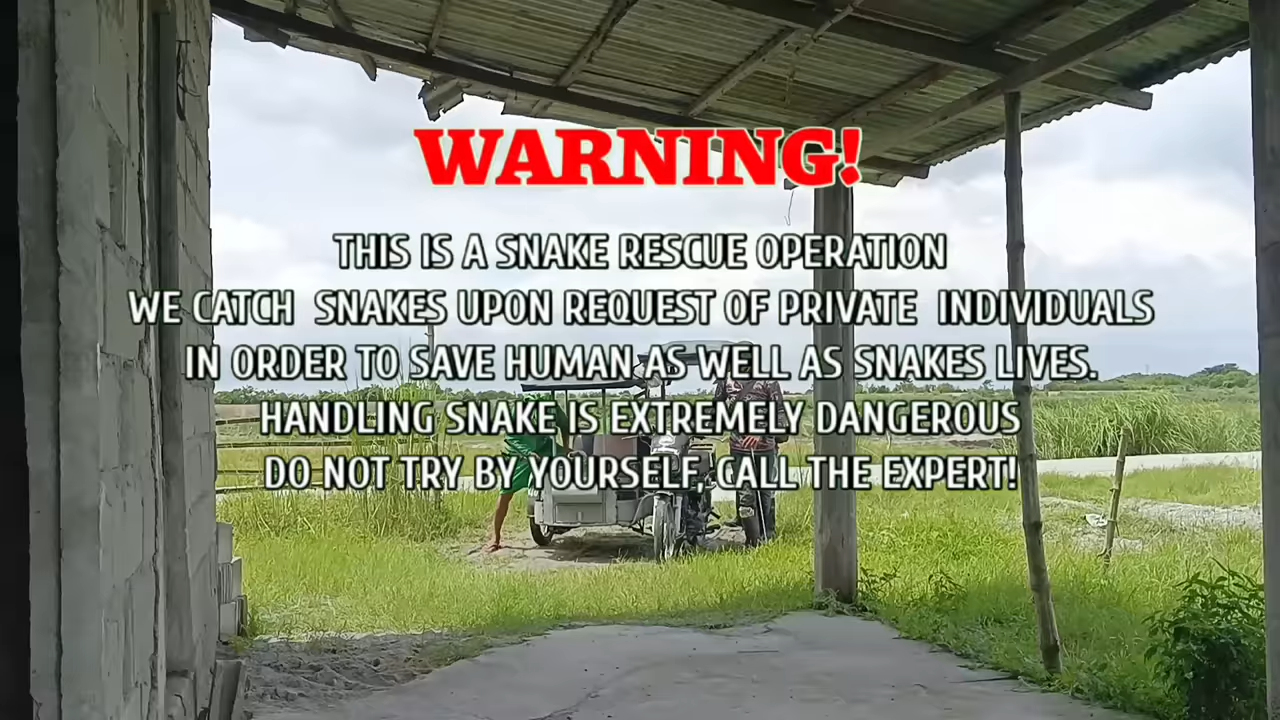 WARNING!
THIS IS A SNAKE RESCUE OPERATION
WE CATCH SNAKES UPON REQUEST OF PRIVATE INDIVIDUALS
IN ORDER TO SAVE HUMAN AS WELL AS SNAKES LIVES.
HANDLING SNAKE IS EXTREMELY DANGEROUS
DO NOT TRY BY YOURSELF, CALL THE EXPERT!